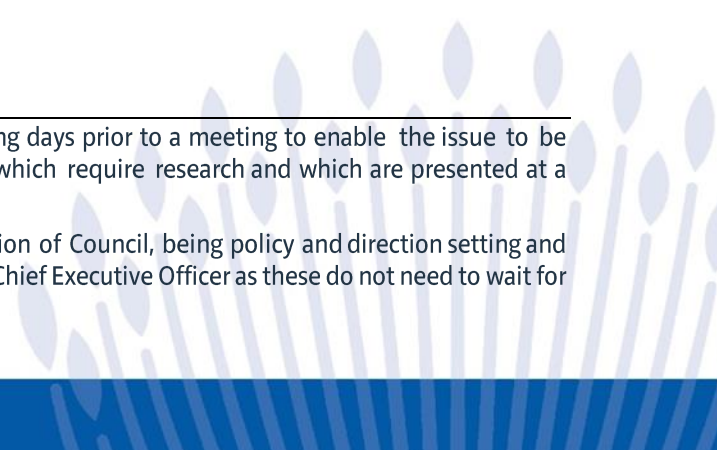 ng days prior to a meeting to enable the issue to be
which require research and which are presented at a
ion of Council, being policy and direction setting and
Chief Executive Officer as these do not need to wait for